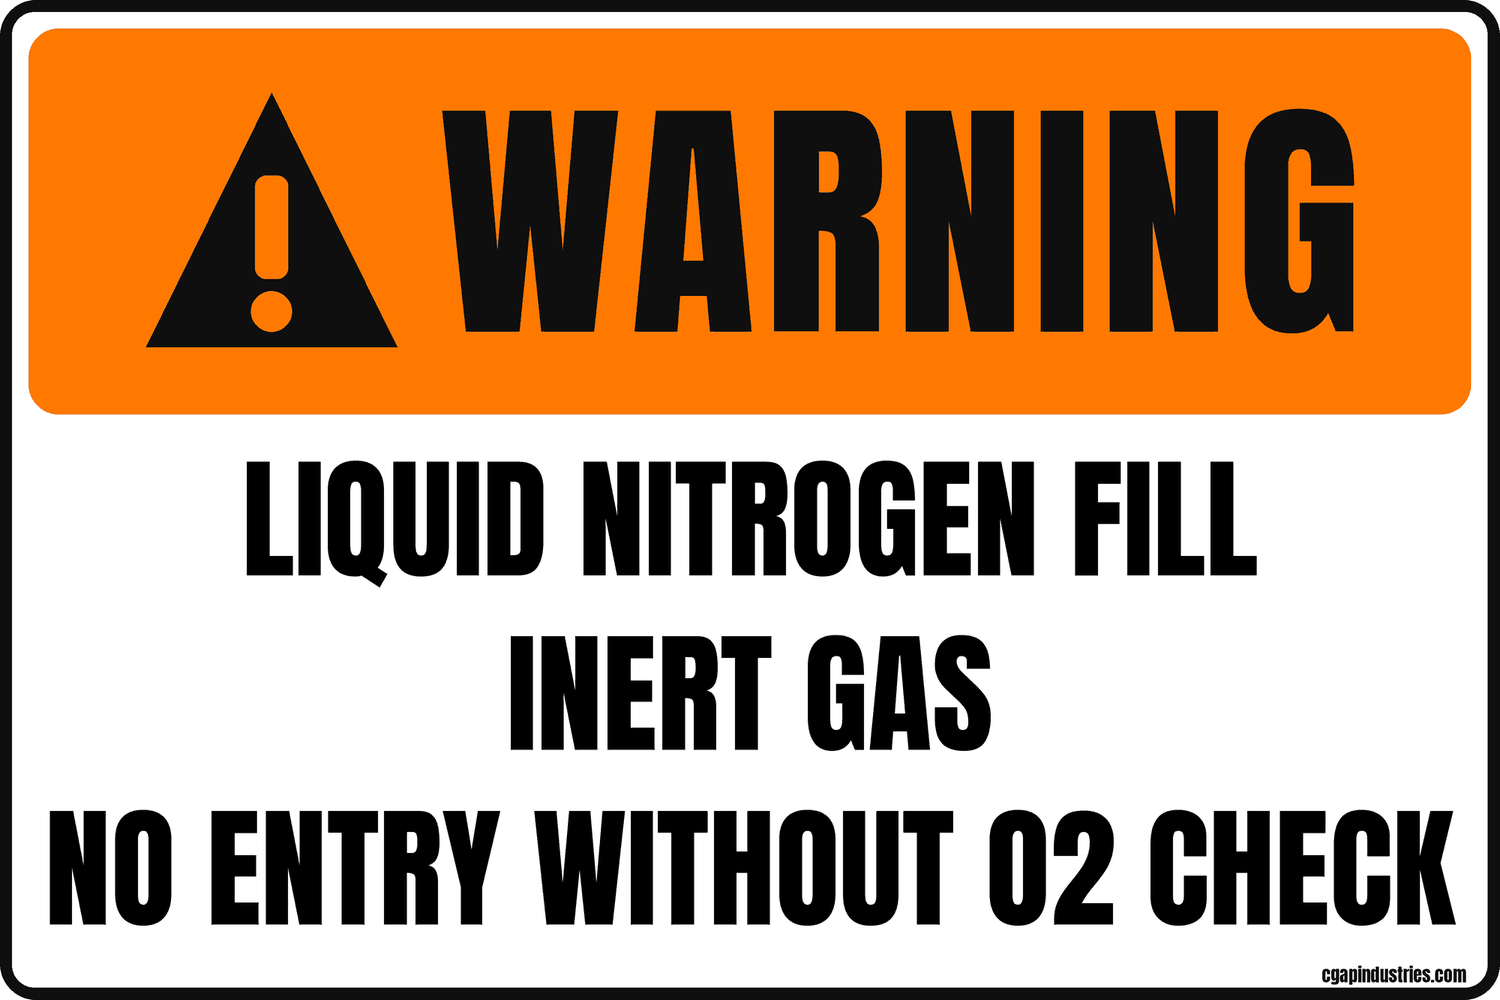 WARNING
LIQUID NITROGEN FILL
INERT GAS
NO ENTRY WITHOUT O2 CHECK
cgapindustries.com